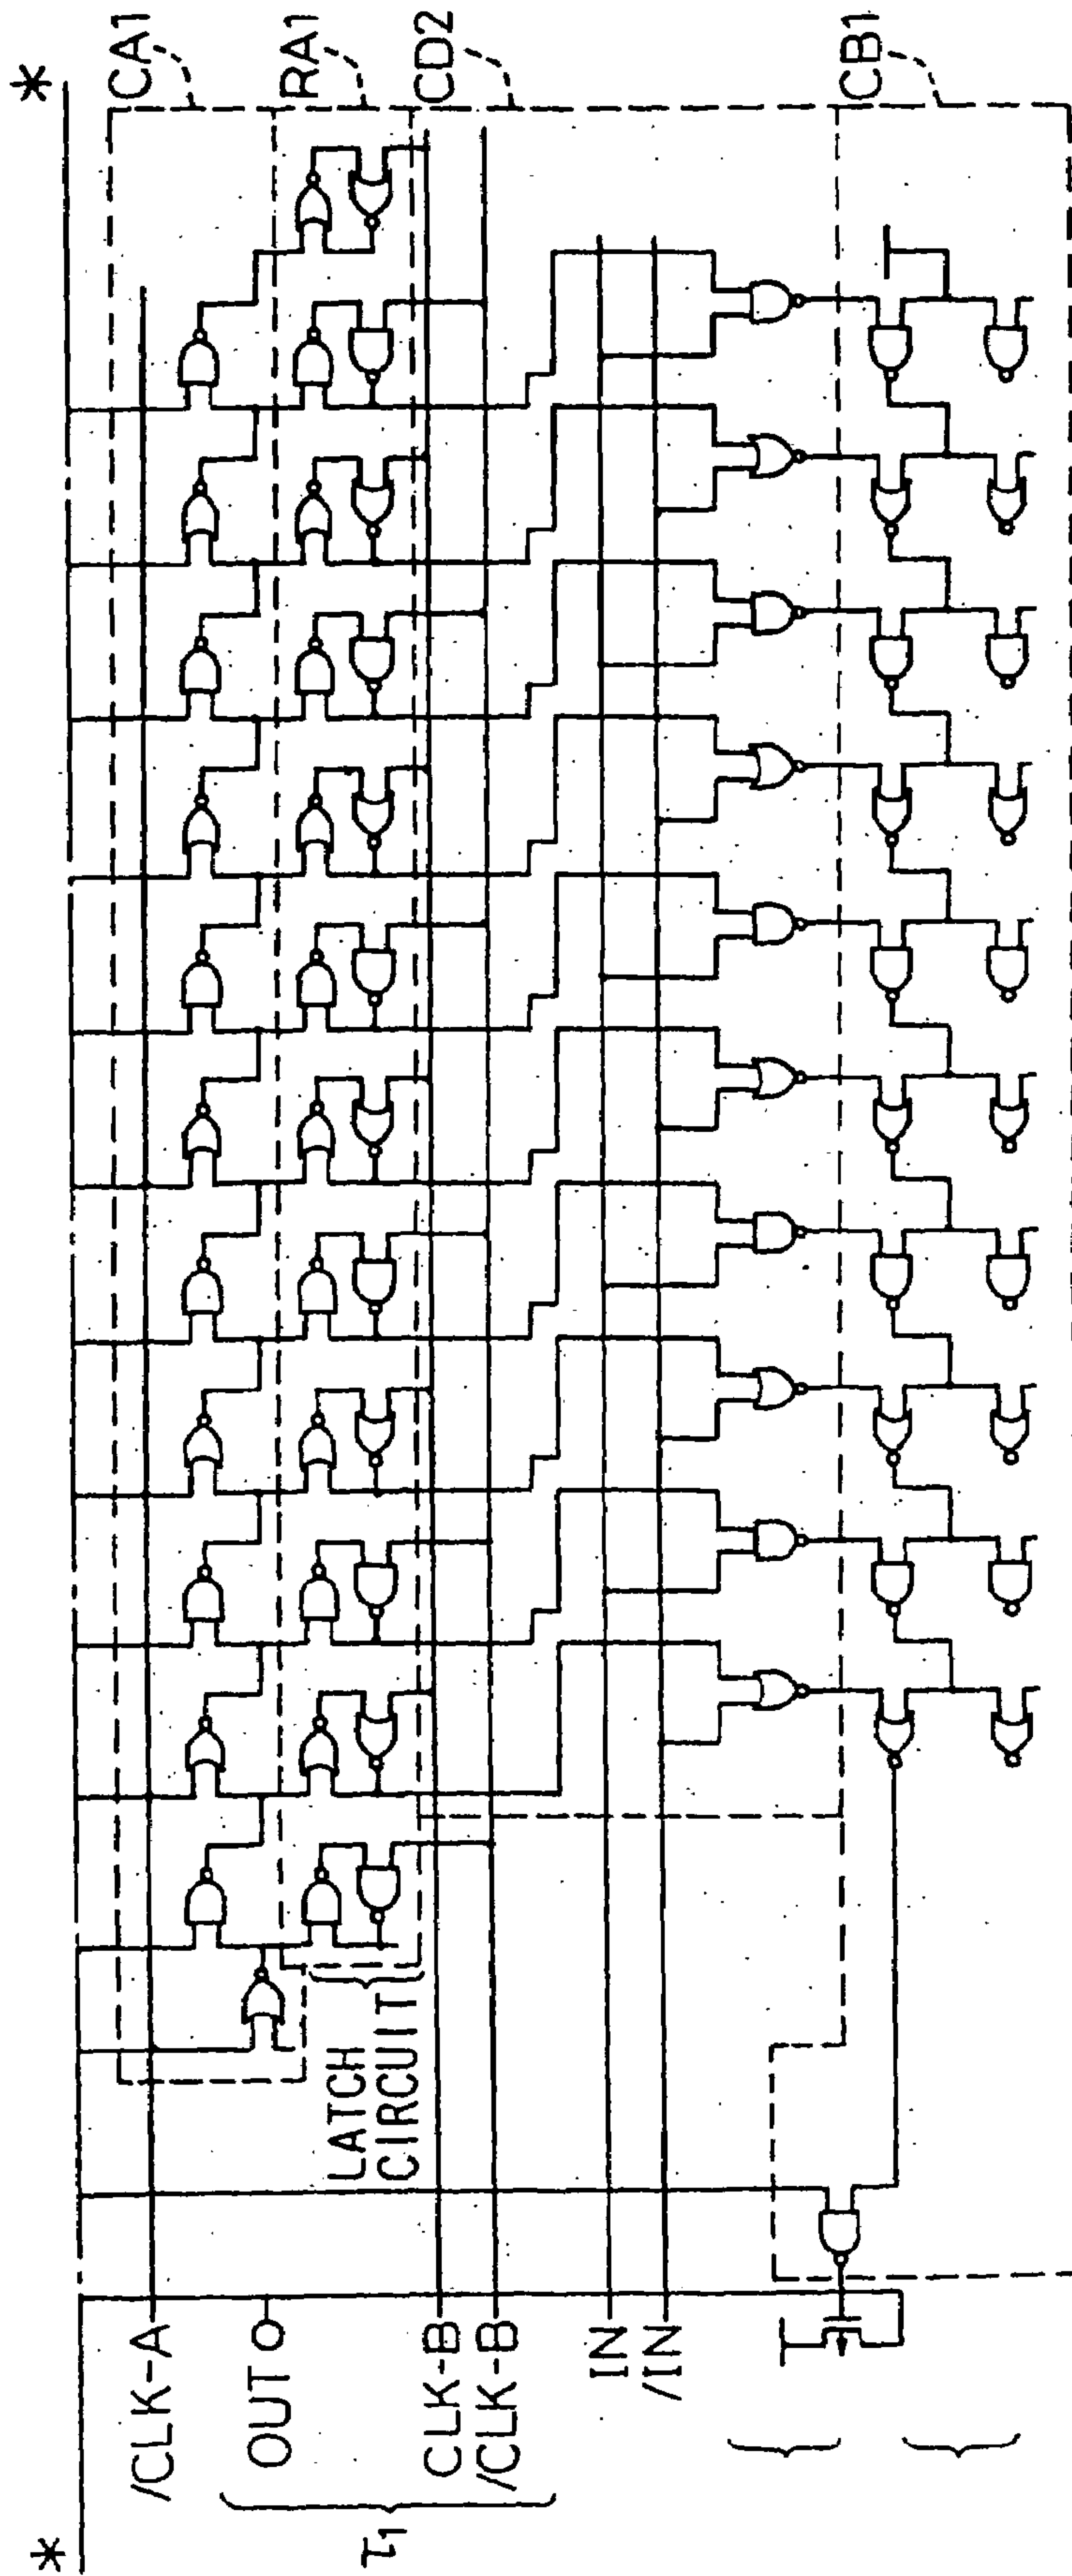 *
CA1
RA1
CD2
CB1
LATCH
CIRCUIT
/CLK-A
OUT
CLK-B
/CLK-B
IN
/IN
τ1
*